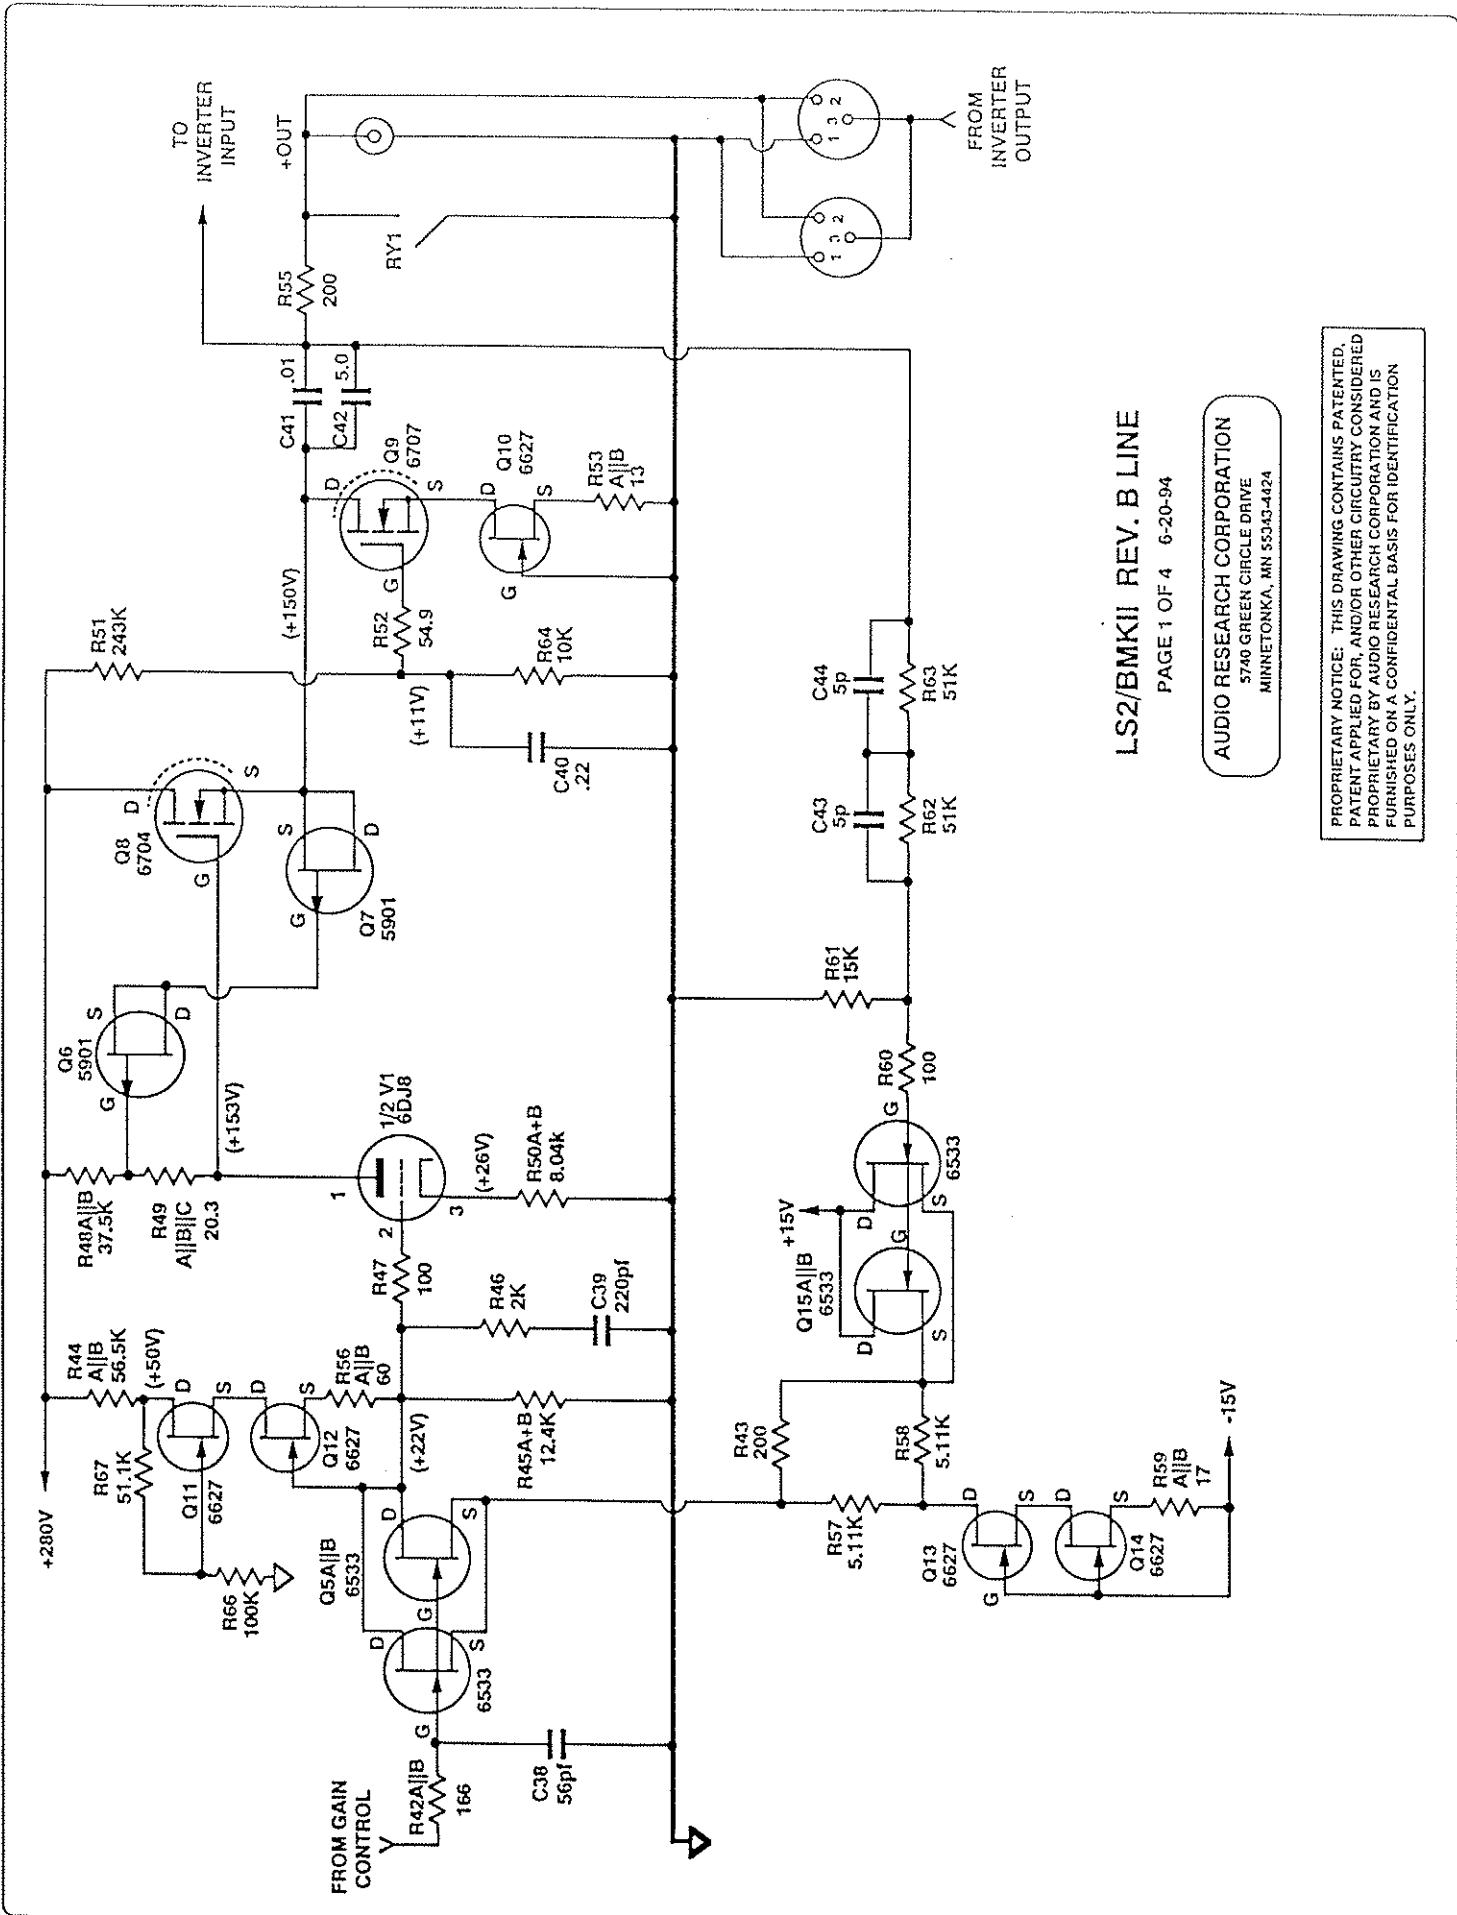 +280V
R44
A||B
56.5K
(+50V)
R67
51.1K
Q11
6627
D
S
R66
100K
D
S
Q12
6627
R56
A||B
60
(+22V)
R48A||B
37.5K
R49
A||B||C
20.3
(+153V)
Q6
5901
S
D
G
Q7
5901
S
D
G
Q8
6704
D
S
G
R51
243K
(+150V)
(+11V)
R52
54.9
R64
10K
C40
.22
Q9
6707
D
S
G
Q10
6627
D
S
G
R53
A||B
13
C41
.01
C42
5.0
TO
INVERTER
INPUT
R55
200
+OUT
RY1
1
2
3
1
2
3
FROM
INVERTER
OUTPUT
FROM GAIN
CONTROL
R42A||B
166
C38
56pf
Q5A||B
6533
D
S
G
6533
D
S
G
R45A+B
12.4K
R47
100
R46
2K
C39
220pf
1/2 V1
6DJ8
1
2
3
(+26V)
R50A+B
8.04k
R43
200
R57
5.11K
R58
5.11K
Q13
6627
D
S
G
Q14
6627
D
S
R59
A||B
17
-15V
+15V
Q15A||B
6533
D
S
G
6533
D
S
G
R60
100
R61
15K
C43
5p
R62
51K
C44
5p
R63
51K
LS2/BMKII REV. B LINE
PAGE 1 OF 4 6-20-94
AUDIO RESEARCH CORPORATION
5740 GREEN CIRCLE DRIVE
MINNETONKA, MN 55343-4424
PROPRIETARY NOTICE: THIS DRAWING CONTAINS PATENTED,
PATENT APPLIED FOR, AND/OR OTHER CIRCUITRY CONSIDERED
PROPRIETARY BY AUDIO RESEARCH CORPORATION AND IS
FURNISHED ON A CONFIDENTAL BASIS FOR IDENTIFICATION
PURPOSES ONLY.